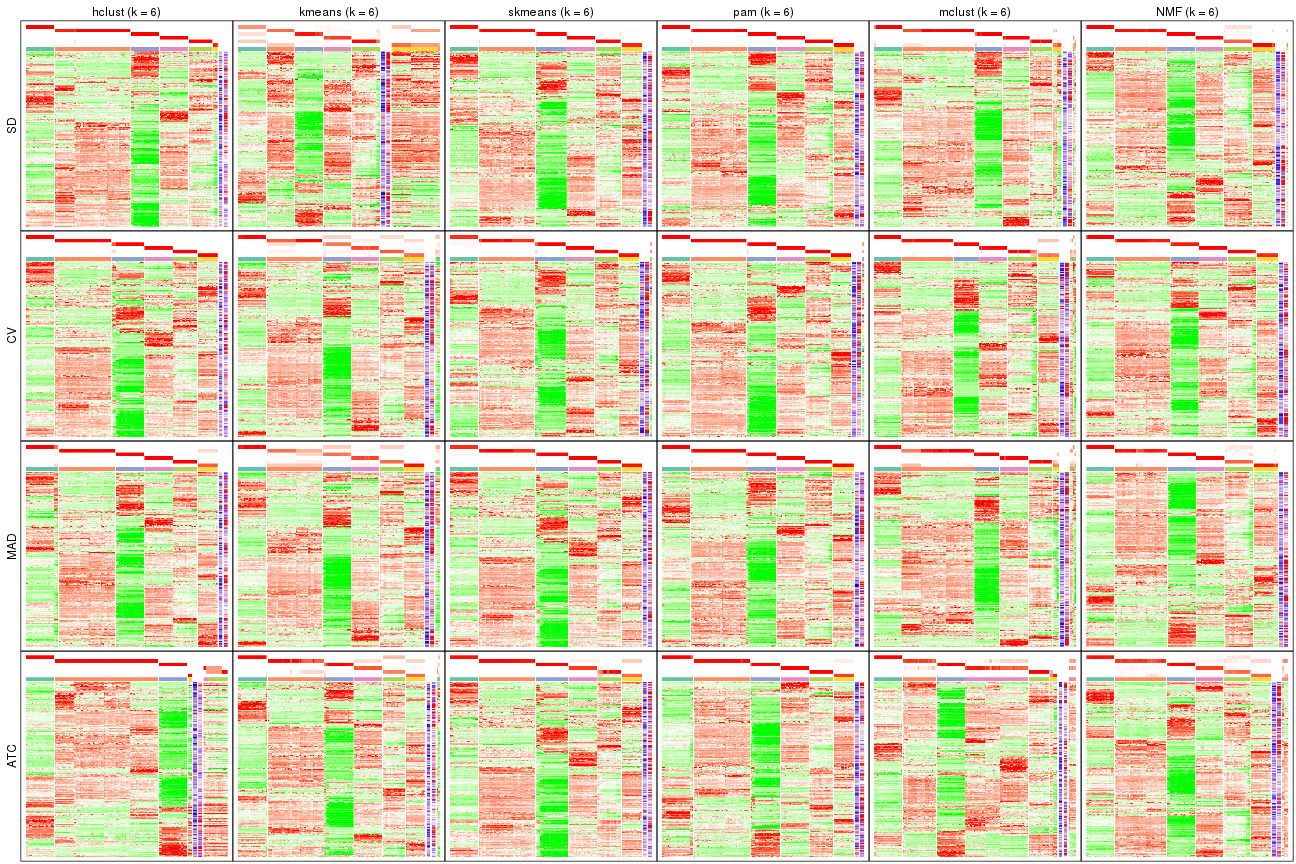 hclust (k = 6) kmeans (k = 6) skmeans (k = 6) pam (k = 6) mclust (k = 6) NMF (k = 6)
SD
CV
MAD
ATC